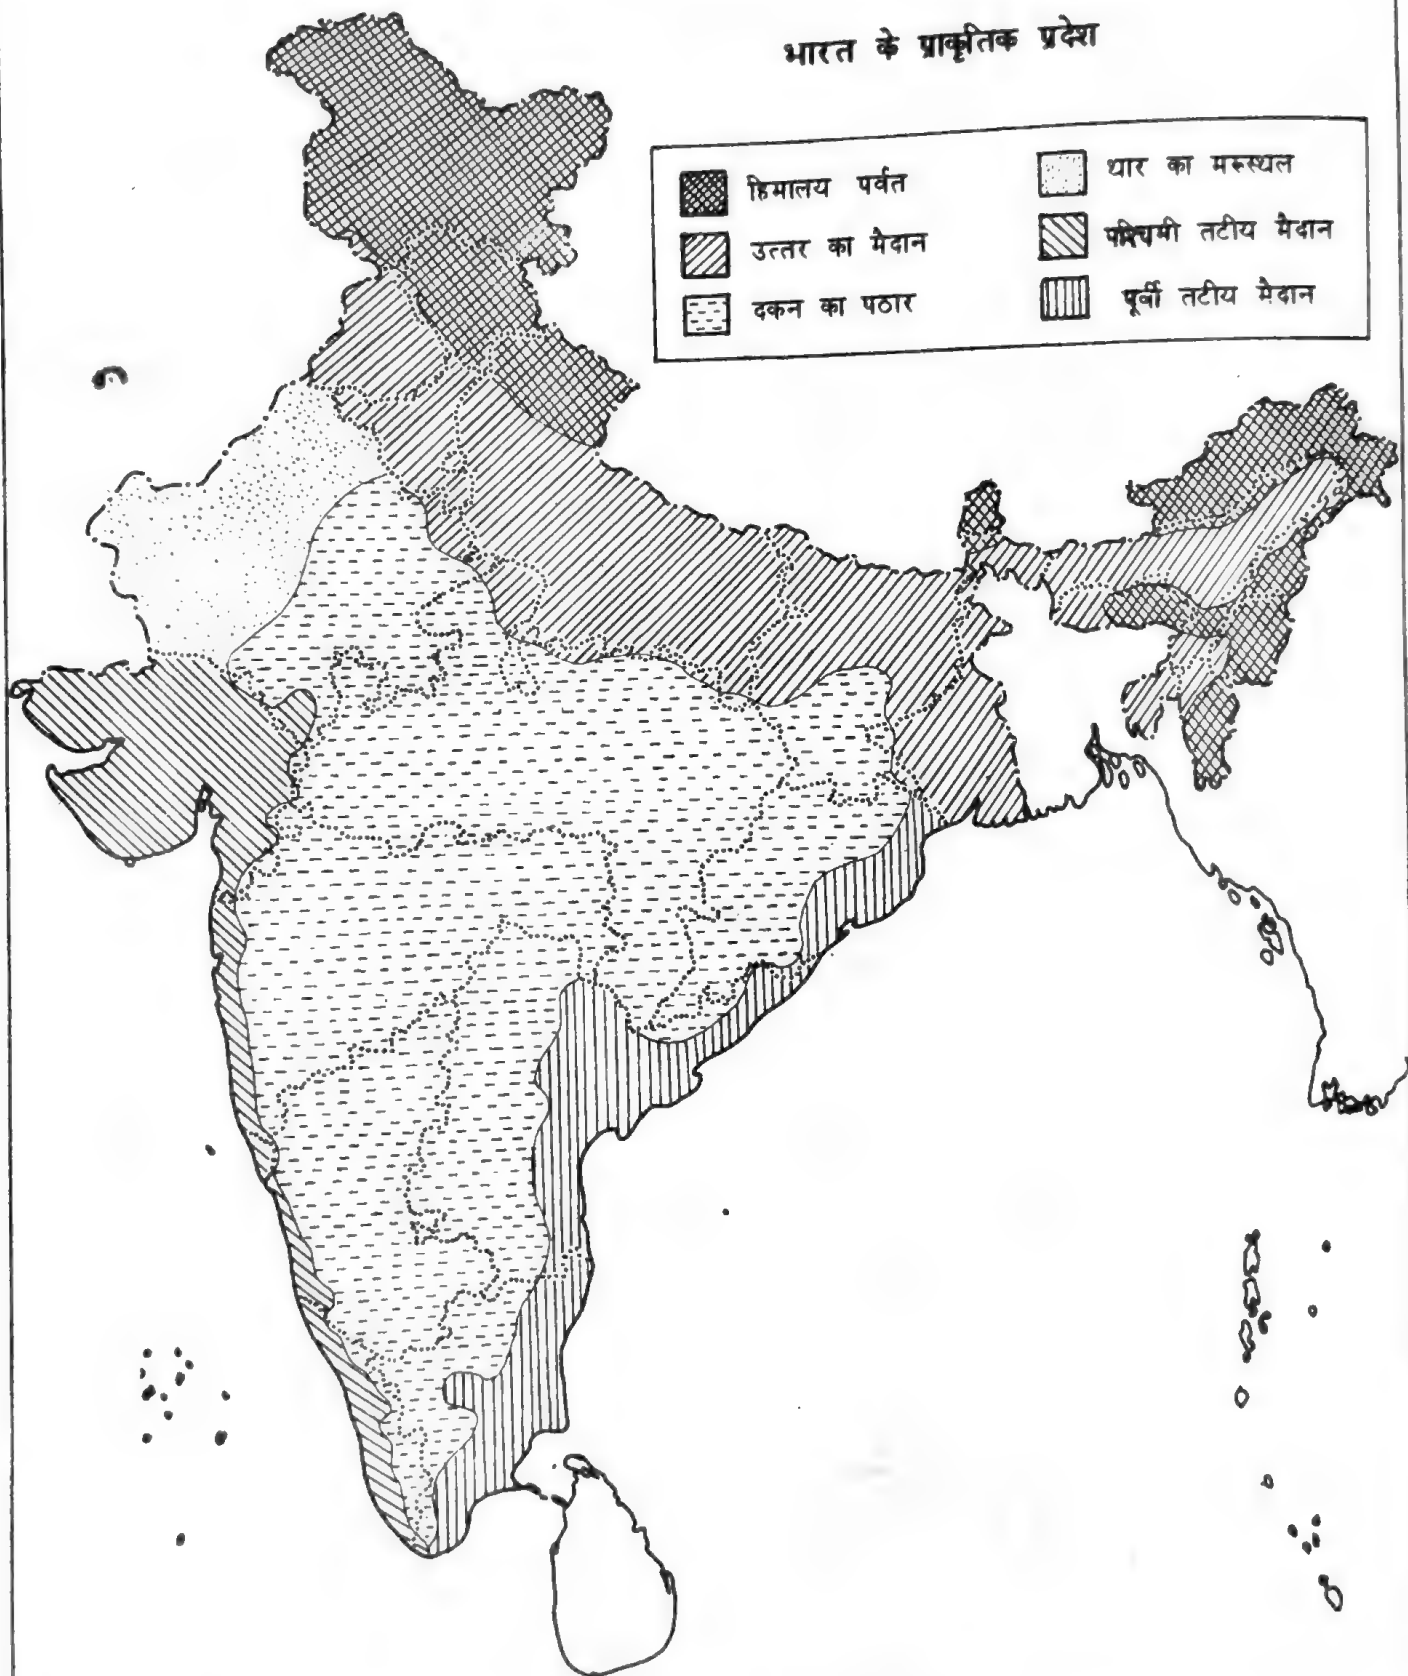 भारत के प्राकृतिक प्रदेश
हिमालय पर्वत
उत्तर का मैदान
दकन का पठार
थार का मरूस्थल
पश्चिमी तटीय मैदान
पूर्वी तटीय मैदान